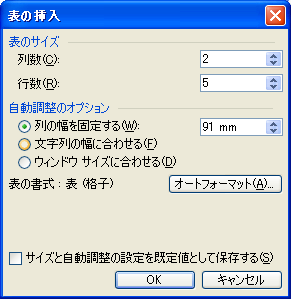 表の挿入
表のサイズ
列数(C): 2
行数(R): 5
自動調整のオプション
列の幅を固定する(W): 91 mm
文字列の幅に合わせる(F)
ウィンドウ サイズに合わせる(D)
表の書式 : 表 (格子) オートフォーマット(A)...
サイズと自動調整の設定を既定値として保存する(S)
OK キャンセル